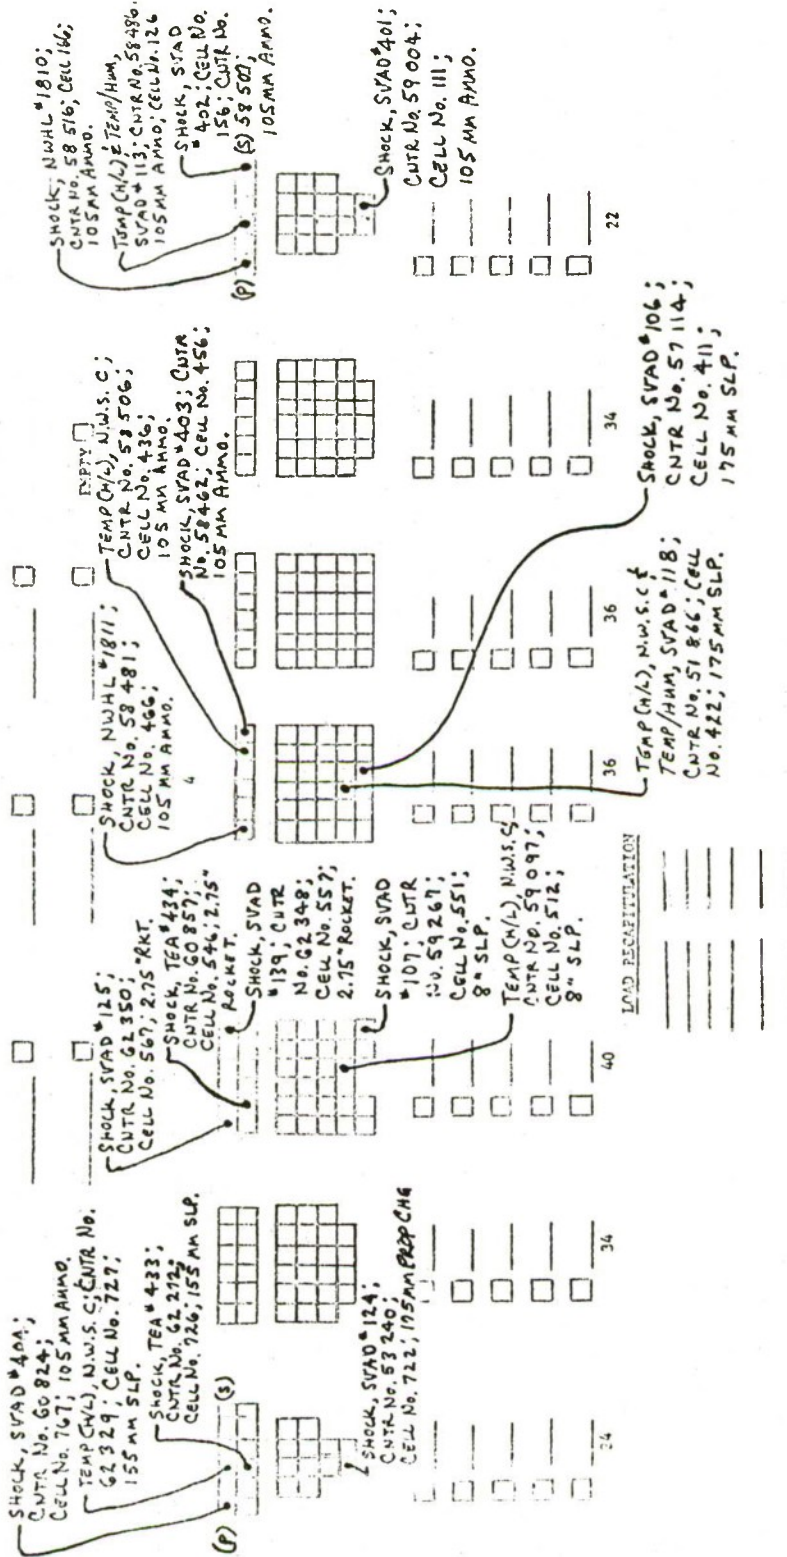 SHOCK, SVAD #404;
CNTR No. 60 824;
CELL No. 767; 105 MM AMMO.
TEMP (H/L), N.W.S. C; CNTR No.
62 329; CELL No. 727;
155 MM SLP.
SHOCK, TEA #433;
CNTR No. 62 272;
CELL No. 726; 155 MM SLP.
(P)
(S)
SHOCK, SVAD #124;
CNTR No. 53 240;
CELL No. 722; 175MM PROP CHG
24
34
SHOCK, SVAD #125;
CNTR No. 62 350;
CELL No. 567; 2.75" RKT.
SHOCK, TEA #434;
CNTR No. 60 857;
CELL No. 546; 2.75"
ROCKET.
SHOCK, SVAD
#139; CNTR
No. 62 348;
CELL No. 557;
2.75" ROCKET.
SHOCK, SVAD
#107; CNTR
No. 59 267;
CELL No. 551;
8" SLP.
TEMP (H/L), N.W.S. C;
CNTR No. 59 097;
CELL No. 512;
8" SLP.
40
SHOCK, NWHL #1811;
CNTR No. 58 481;
CELL No. 466;
105 MM AMMO.
4
EMPTY
TEMP (H/L), N.W.S. C;
CNTR No. 58 506;
CELL No. 436;
105 MM AMMO.
SHOCK, SVAD #403; CNTR
No. 58462; CELL No. 456;
105 MM AMMO.
36
36
34
TEMP (H/L), N.W.S. C &
TEMP/HUM, SVAD #118;
CNTR No. 51 866; CELL
No. 422; 175 MM SLP.
SHOCK, SVAD #106;
CNTR No. 57 114;
CELL No. 411;
175 MM SLP.
SHOCK, NWHL #1810;
CNTR No. 58 516; CELL 166;
105 MM AMMO.
TEMP (H/L) & TEMP/HUM,
SVAD #113; CNTR No. 58486.
105 MM AMMO; CELL No. 126
SHOCK, SVAD
#402; CELL No.
156; CNTR No.
58 507;
105 MM AMMO.
(P)
(S)
SHOCK, SVAD #401;
CNTR No. 59 004;
CELL No. 111;
105 MM AMMO.
22
LOAD RECAPITULATION